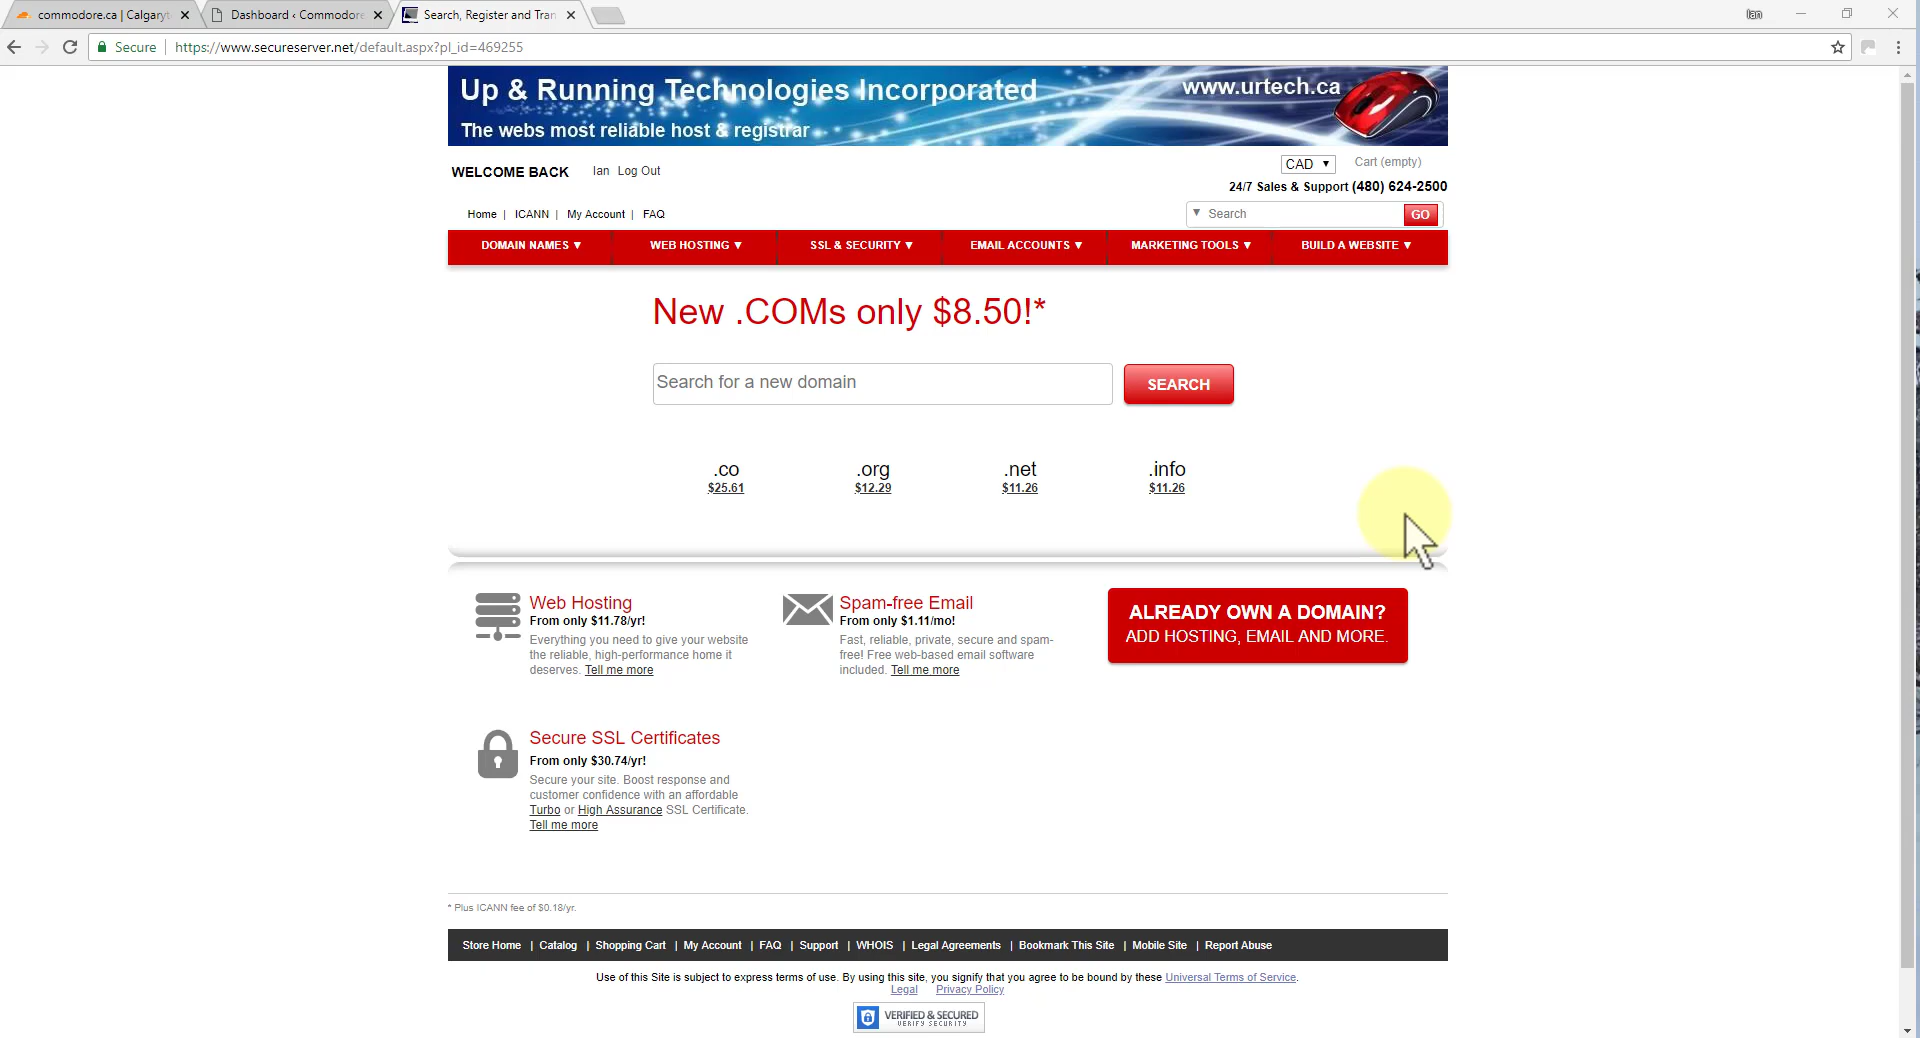 commodore.ca | Calgaryt
Dashboard ‹ Commodore
Search, Register and Tran
Ian
Secure
https://www.secureserver.net/default.aspx?pl_id=469255
Up & Running Technologies Incorporated
www.urtech.ca
The webs most reliable host & registrar
WELCOME BACK Ian Log Out
CAD ▼ Cart (empty)
24/7 Sales & Support (480) 624-2500
Home | ICANN | My Account | FAQ
▼ Search GO
DOMAIN NAMES ▼ WEB HOSTING ▼ SSL & SECURITY ▼ EMAIL ACCOUNTS ▼ MARKETING TOOLS ▼ BUILD A WEBSITE ▼
New .COMs only $8.50!*
Search for a new domain SEARCH
.co .org .net .info
$25.61 $12.29 $11.26 $11.26
Web Hosting
From only $11.78/yr!
Everything you need to give your website
the reliable, high-performance home it
deserves. Tell me more
Spam-free Email
From only $1.11/mo!
Fast, reliable, private, secure and spam-
free! Free web-based email software
included. Tell me more
ALREADY OWN A DOMAIN?
ADD HOSTING, EMAIL AND MORE.
Secure SSL Certificates
From only $30.74/yr!
Secure your site. Boost response and
customer confidence with an affordable
Turbo or High Assurance SSL Certificate.
Tell me more
* Plus ICANN fee of $0.18/yr.
Store Home | Catalog | Shopping Cart | My Account | FAQ | Support | WHOIS | Legal Agreements | Bookmark This Site | Mobile Site | Report Abuse
Use of this Site is subject to express terms of use. By using this site, you signify that you agree to be bound by these Universal Terms of Service.
Legal Privacy Policy
VERIFIED & SECURED
VERIFY SECURITY